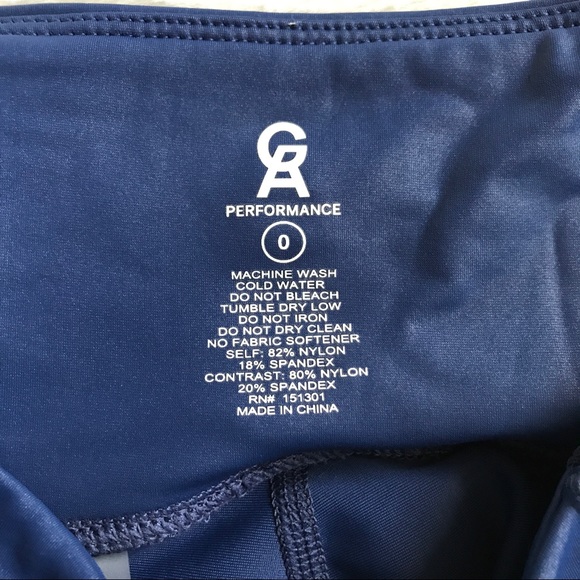 GA
PERFORMANCE
0
MACHINE WASH
COLD WATER
DO NOT BLEACH
TUMBLE DRY LOW
DO NOT IRON
DO NOT DRY CLEAN
NO FABRIC SOFTENER
SELF: 82% NYLON
18% SPANDEX
CONTRAST: 80% NYLON
20% SPANDEX
RN# 151301
MADE IN CHINA